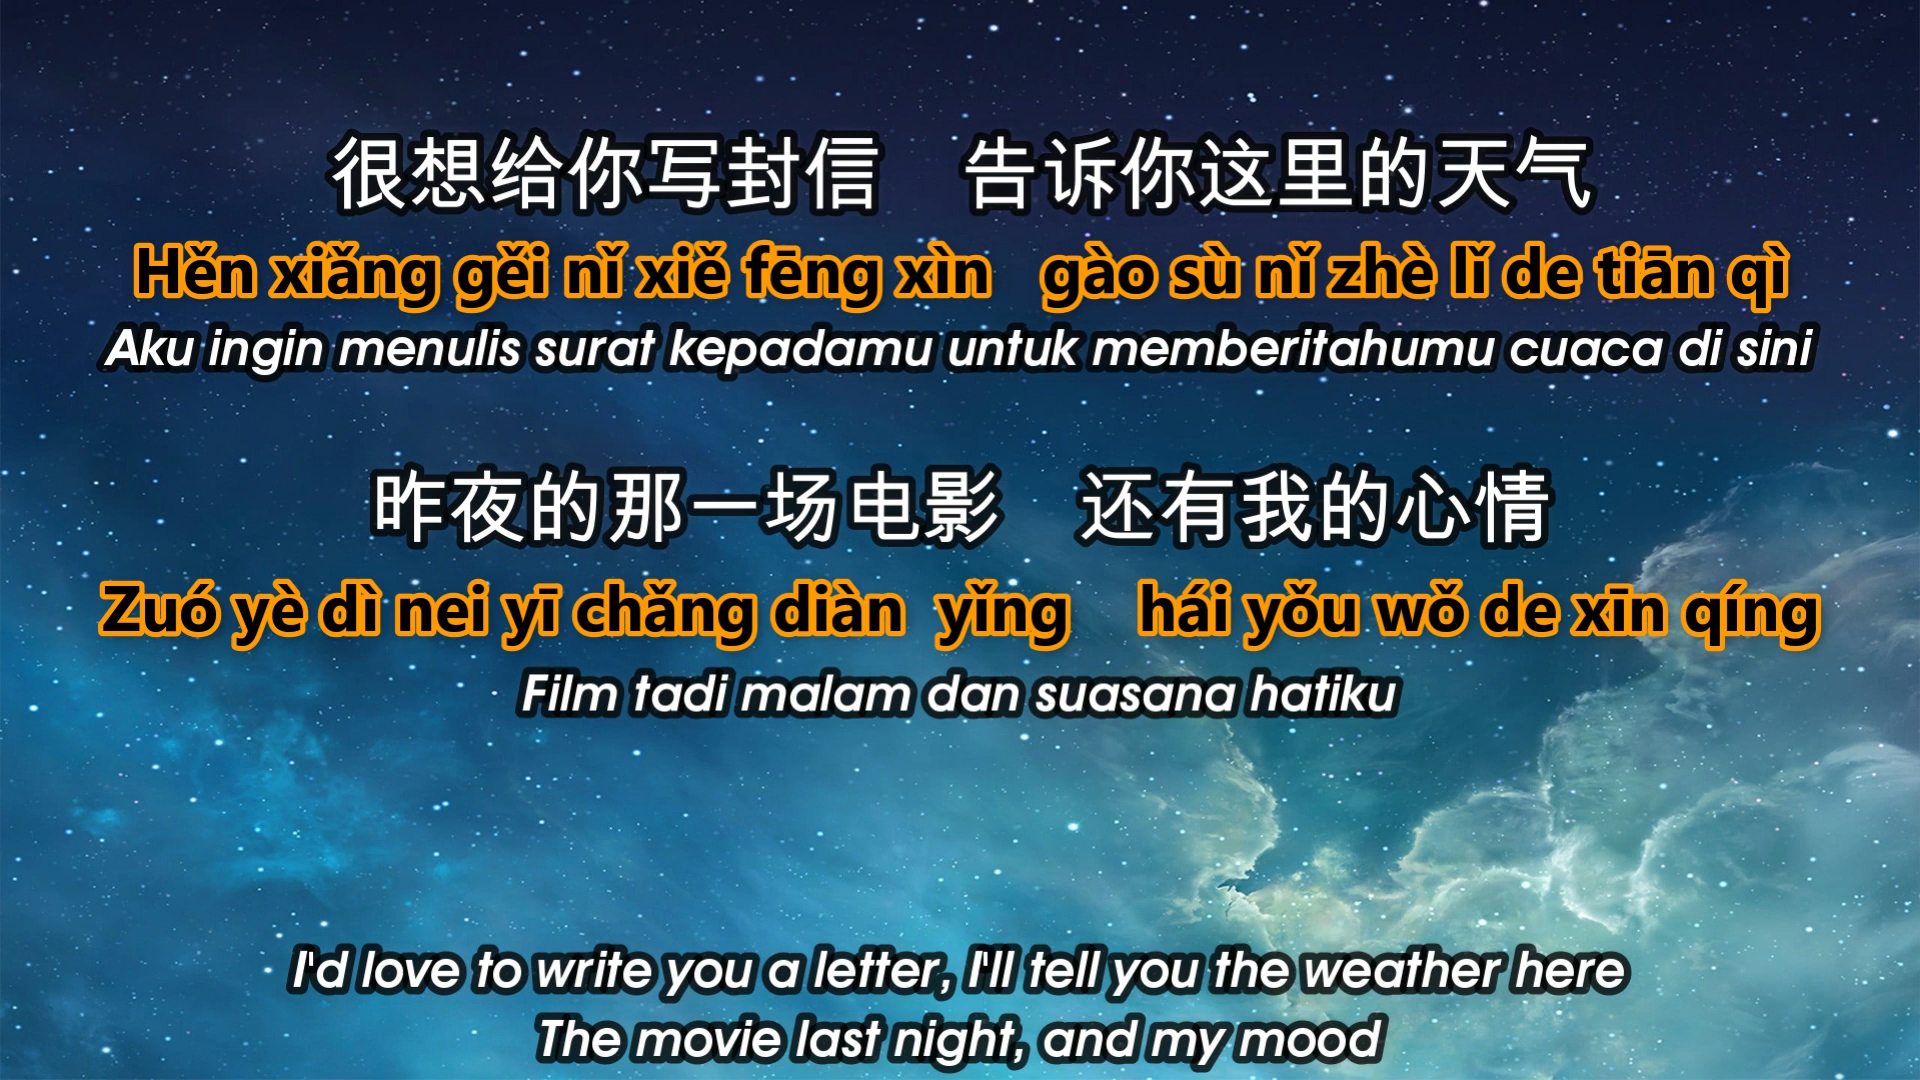 很想给你写封信 告诉你这里的天气
Hěn xiǎng gěi nǐ xiě fēng xìn gào sù nǐ zhè lǐ de tiān qì
Aku ingin menulis surat kepadamu untuk memberitahumu cuaca di sini
昨夜的那一场电影 还有我的心情
Zuó yè dì nei yī chǎng diàn yǐng hái yǒu wǒ de xīn qíng
Film tadi malam dan suasana hatiku
I'd love to write you a letter, I'll tell you the weather here
The movie last night, and my mood